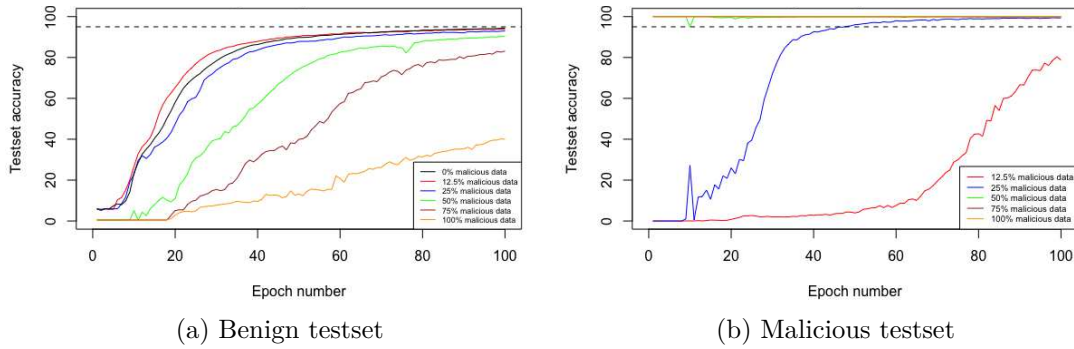 Testset accuracy
100
80
60
40
20
0
0% malicious data
12.5% malicious data
25% malicious data
50% malicious data
75% malicious data
100% malicious data
0 20 40 60 80 100
Epoch number
(a) Benign testset
Testset accuracy
100
80
60
40
20
0
12.5% malicious data
25% malicious data
50% malicious data
75% malicious data
100% malicious data
0 20 40 60 80 100
Epoch number
(b) Malicious testset